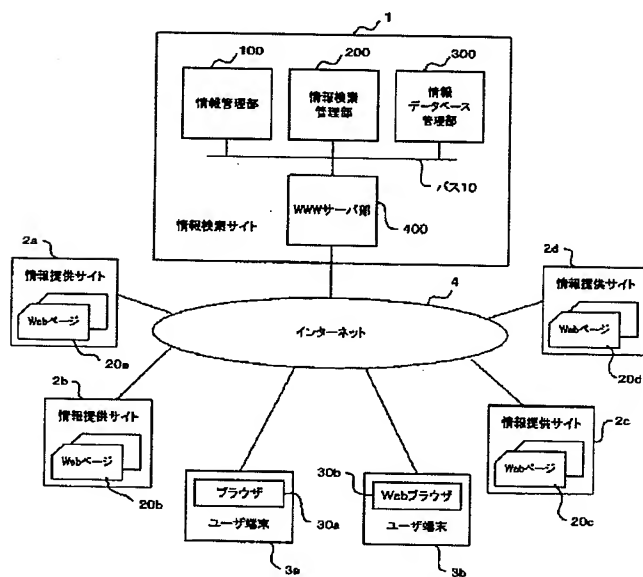 1
100
200
300
情報管理部
情報検索
管理部
情報
データベース
管理部
バス10
WWWサーバ部
400
情報検索サイト
2a
情報提供サイト
Webページ
20a
2d
情報提供サイト
Webページ
20d
4
インターネット
2b
情報提供サイト
Webページ
20b
2c
情報提供サイト
Webページ
20c
ブラウザ
30a
ユーザ端末
3a
30b
Webブラウザ
ユーザ端末
3b